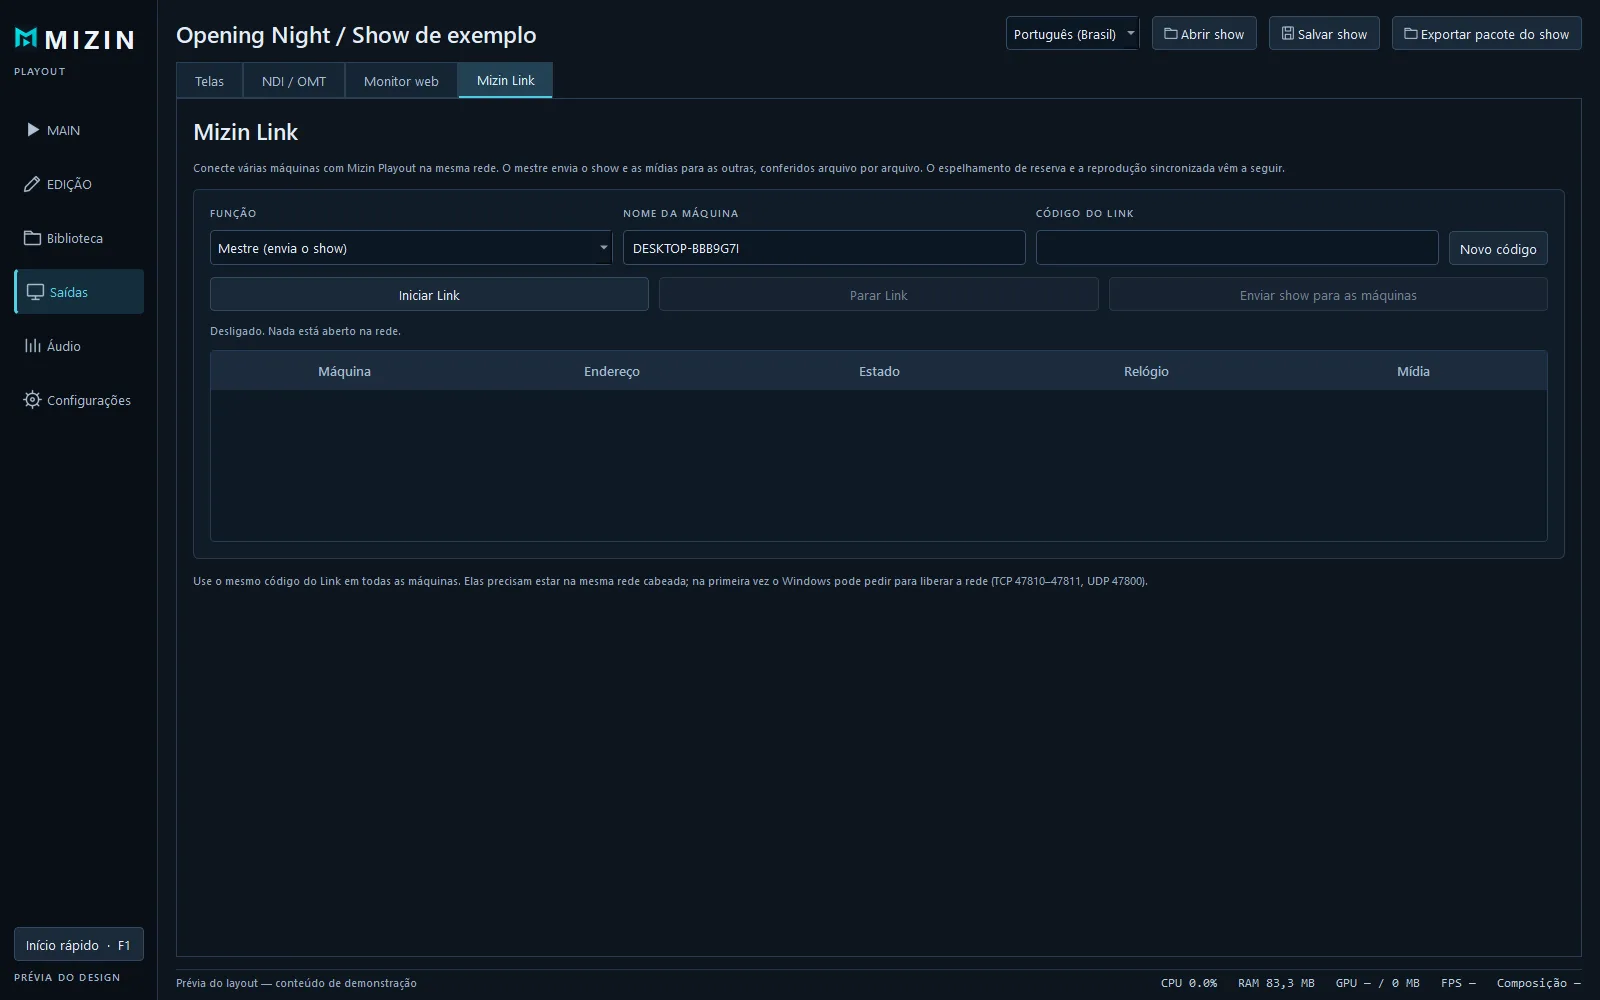 MIZIN
PLAYOUT
MAIN
EDIÇÃO
Biblioteca
Saídas
Áudio
Configurações
Início rápido · F1
PRÉVIA DO DESIGN
Opening Night / Show de exemplo
Português (Brasil)
Abrir show
Salvar show
Exportar pacote do show
Telas
NDI / OMT
Monitor web
Mizin Link
Mizin Link
Conecte várias máquinas com Mizin Playout na mesma rede. O mestre envia o show e as mídias para as outras, conferidos arquivo por arquivo. O espelhamento de reserva e a reprodução sincronizada vêm a seguir.
FUNÇÃO
NOME DA MÁQUINA
CÓDIGO DO LINK
Mestre (envia o show)
DESKTOP-BBB9G7I
Novo código
Iniciar Link
Parar Link
Enviar show para as máquinas
Desligado. Nada está aberto na rede.
Máquina
Endereço
Estado
Relógio
Mídia
Use o mesmo código do Link em todas as máquinas. Elas precisam estar na mesma rede cabeada; na primeira vez o Windows pode pedir para liberar a rede (TCP 47810–47811, UDP 47800).
Prévia do layout — conteúdo de demonstração
CPU 0.0%
RAM 83,3 MB
GPU — / 0 MB
FPS —
Composição —